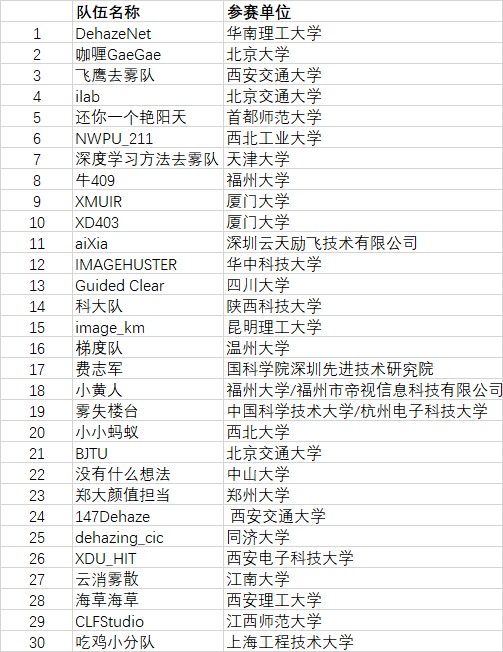 队伍名称 参赛单位
1 DehazeNet 华南理工大学
2 咖喱GaeGae 北京大学
3 飞鹰去雾队 西安交通大学
4 ilab 北京交通大学
5 还你一个艳阳天 首都师范大学
6 NWPU_211 西北工业大学
7 深度学习方法去雾队 天津大学
8 牛409 福州大学
9 XMUIR 厦门大学
10 XD403 厦门大学
11 aiXia 深圳云天励飞技术有限公司
12 IMAGEHUSTER 华中科技大学
13 Guided Clear 四川大学
14 科大队 陕西科技大学
15 image_km 昆明理工大学
16 梯度队 温州大学
17 费志军 国科学院深圳先进技术研究院
18 小黄人 福州大学/福州市帝视信息科技有限公司
19 雾失楼台 中国科学技术大学/杭州电子科技大学
20 小小蚂蚁 西北大学
21 BJTU 北京交通大学
22 没有什么想法 中山大学
23 郑大颜值担当 郑州大学
24 147Dehaze 西安交通大学
25 dehazing_cic 同济大学
26 XDU_HIT 西安电子科技大学
27 云消雾散 江南大学
28 海草海草 西安理工大学
29 CLFStudio 江西师范大学
30 吃鸡小分队 上海工程技术大学